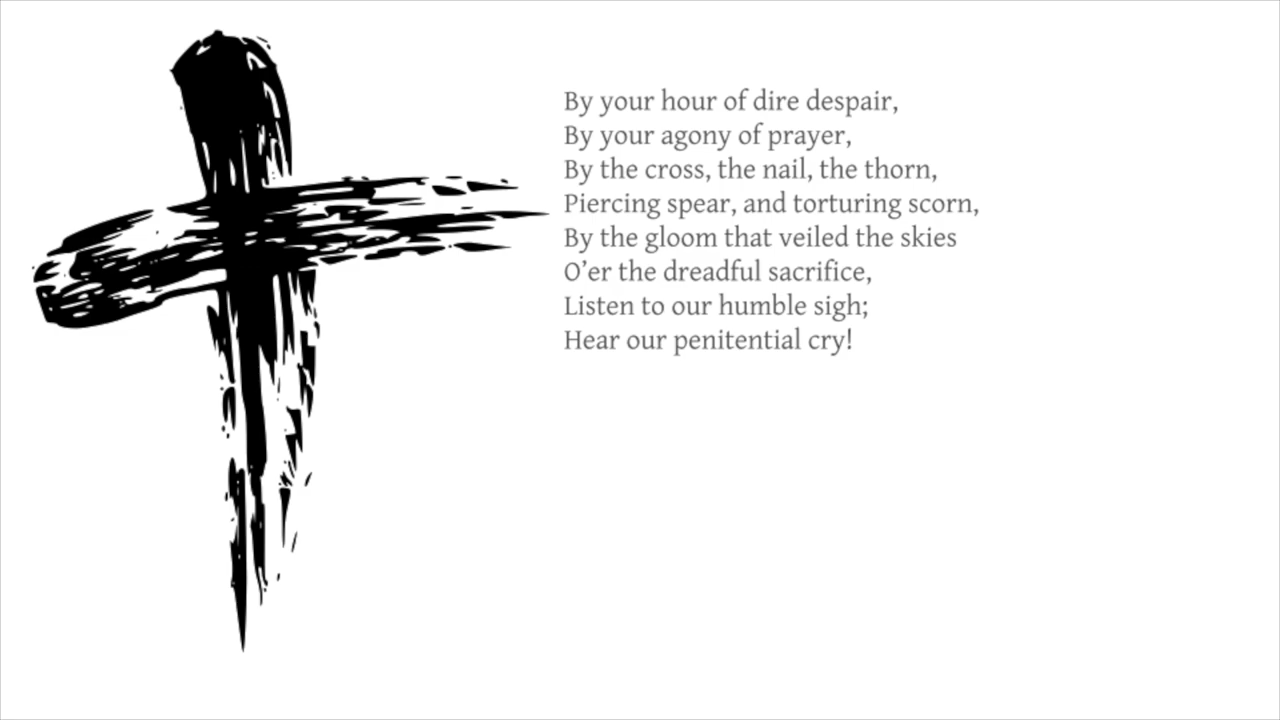 By your hour of dire despair,
By your agony of prayer,
By the cross, the nail, the thorn,
Piercing spear, and torturing scorn,
By the gloom that veiled the skies
O’er the dreadful sacrifice,
Listen to our humble sigh;
Hear our penitential cry!